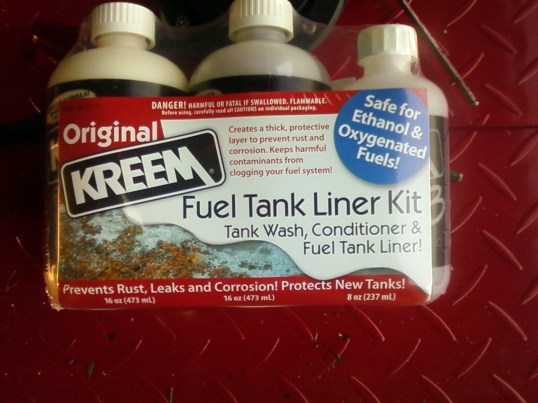 DANGER! HARMFUL OR FATAL IF SWALLOWED. FLAMMABLE.
Before using, carefully read all CAUTIONS on individual packaging.
Original
KREEM
Creates a thick, protective
layer to prevent rust and
corrosion. Keeps harmful
contaminants from
clogging your fuel system!
Safe for
Ethanol &
Oxygenated
Fuels!
Fuel Tank Liner Kit
Tank Wash, Conditioner &
Fuel Tank Liner!
Prevents Rust, Leaks and Corrosion! Protects New Tanks!
16 oz (473 mL)
16 oz (473 mL)
8 oz (237 mL)